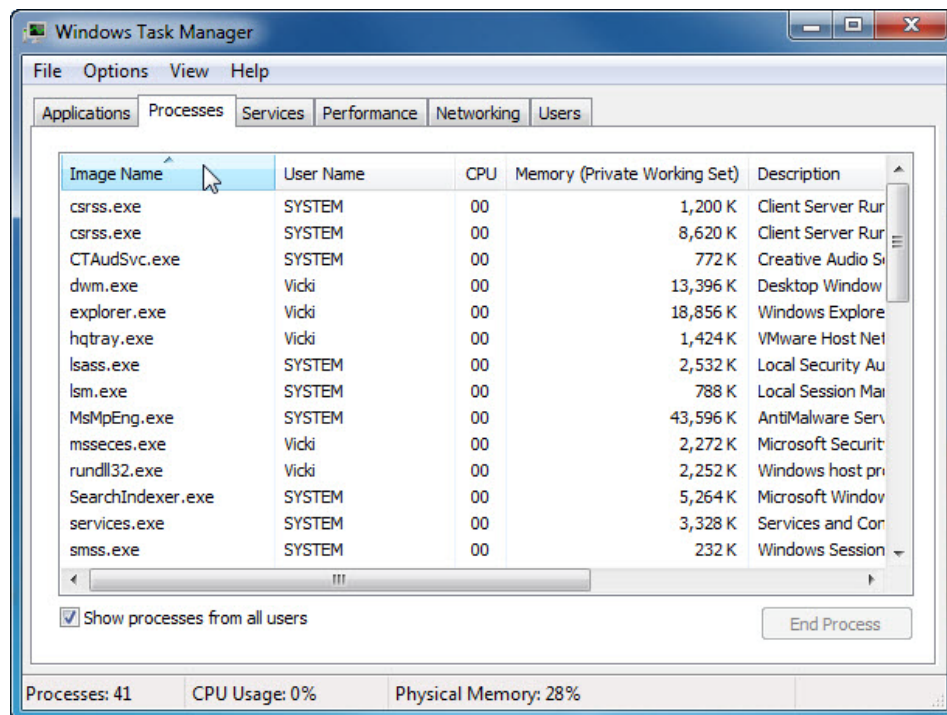 Windows Task Manager
File Options View Help
Applications Processes Services Performance Networking Users
Image Name User Name CPU Memory (Private Working Set) Description
csrss.exe SYSTEM 00 1,200 K Client Server Rur
csrss.exe SYSTEM 00 8,620 K Client Server Rur
CTAudSvc.exe SYSTEM 00 772 K Creative Audio S
dwm.exe Vicki 00 13,396 K Desktop Window
explorer.exe Vicki 00 18,856 K Windows Explore
hqtray.exe Vicki 00 1,424 K VMware Host Net
lsass.exe SYSTEM 00 2,532 K Local Security Au
lsm.exe SYSTEM 00 788 K Local Session Mar
MsMpEng.exe SYSTEM 00 43,596 K AntiMalware Serv
msseces.exe Vicki 00 2,272 K Microsoft Securit
rundll32.exe Vicki 00 2,252 K Windows host pr
SearchIndexer.exe SYSTEM 00 5,264 K Microsoft Window
services.exe SYSTEM 00 3,328 K Services and Con
smss.exe SYSTEM 00 232 K Windows Session
Show processes from all users
End Process
Processes: 41 CPU Usage: 0% Physical Memory: 28%